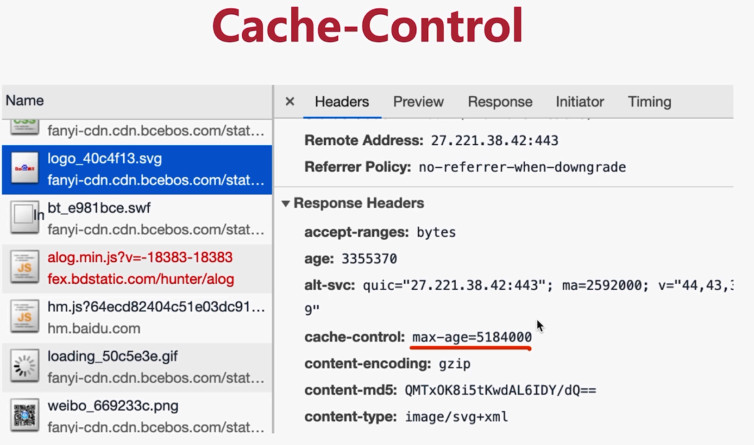 Cache-Control
Name
× Headers Preview Response Initiator Timing
fanyi-cdn.cdn.bcebos.com/stat…
logo_40c4f13.svg
fanyi-cdn.cdn.bcebos.com/stat…
bt_e981bce.swf
fanyi-cdn.cdn.bcebos.com/stat…
alog.min.js?v=-18383-18383
fex.bdstatic.com/hunter/alog
hm.js?64ecd82404c51e03dc91…
hm.baidu.com
loading_50c5e3e.gif
fanyi-cdn.cdn.bcebos.com/stat…
weibo_669233c.png
fanyi-cdn.cdn.bcebos.com/stat…
Remote Address: 27.221.38.42:443
Referrer Policy: no-referrer-when-downgrade
Response Headers
accept-ranges: bytes
age: 3355370
alt-svc: quic="27.221.38.42:443"; ma=2592000; v="44,43,3
9"
cache-control: max-age=5184000
content-encoding: gzip
content-md5: QMTxOK8i5tKwdAL6IDY/dQ==
content-type: image/svg+xml